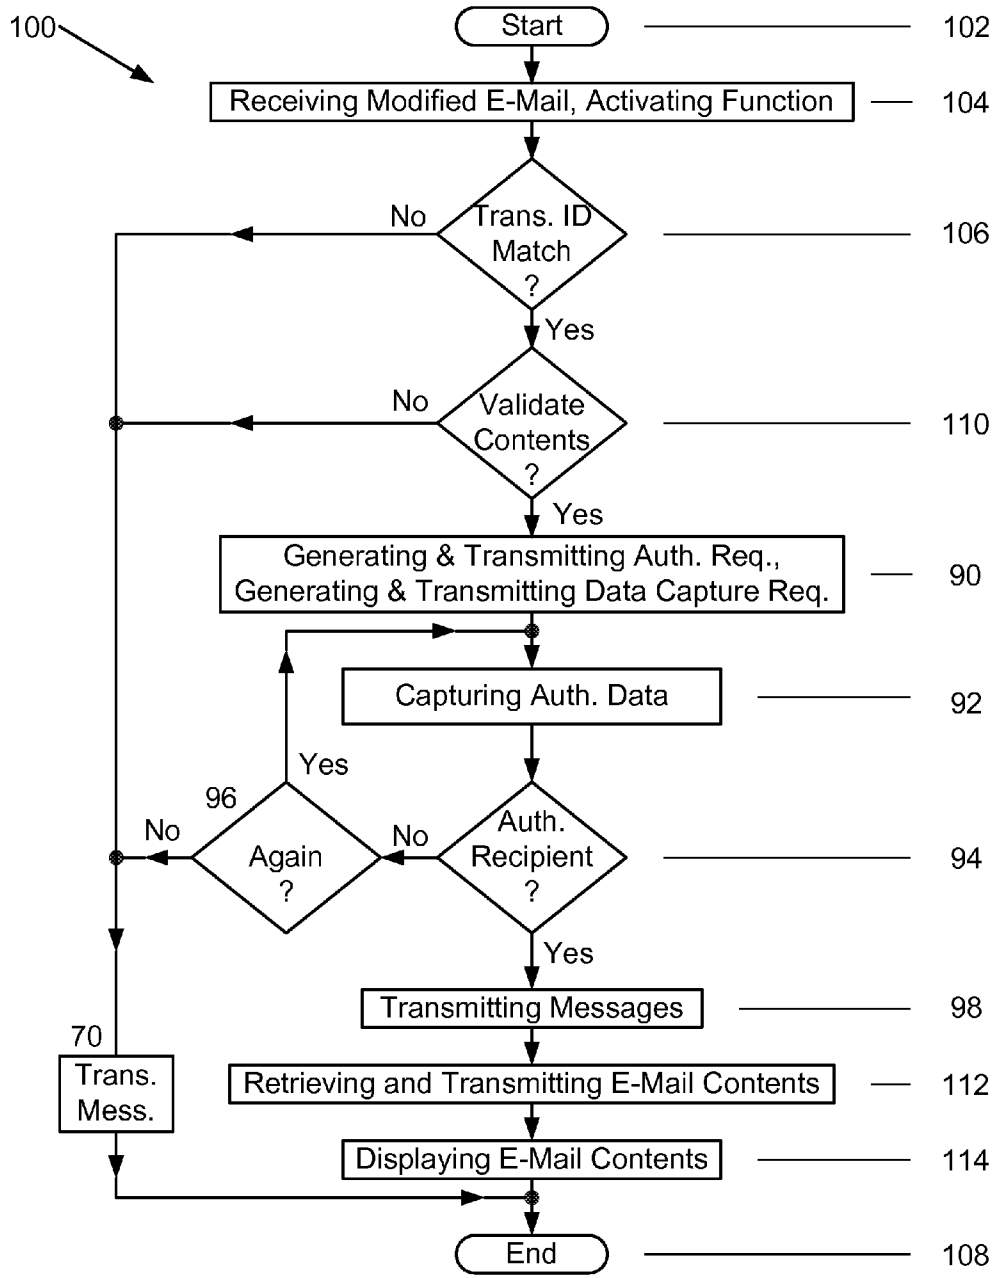 100
Start
102
Receiving Modified E-Mail, Activating Function
104
No
Trans. ID
Match
?
106
Yes
No
Validate
Contents
?
110
Yes
Generating & Transmitting Auth. Req.,
Generating & Transmitting Data Capture Req.
90
Capturing Auth. Data
92
Yes
96
No
Again
?
No
Auth.
Recipient
?
94
Yes
Transmitting Messages
98
70
Trans.
Mess.
Retrieving and Transmitting E-Mail Contents
112
Displaying E-Mail Contents
114
End
108